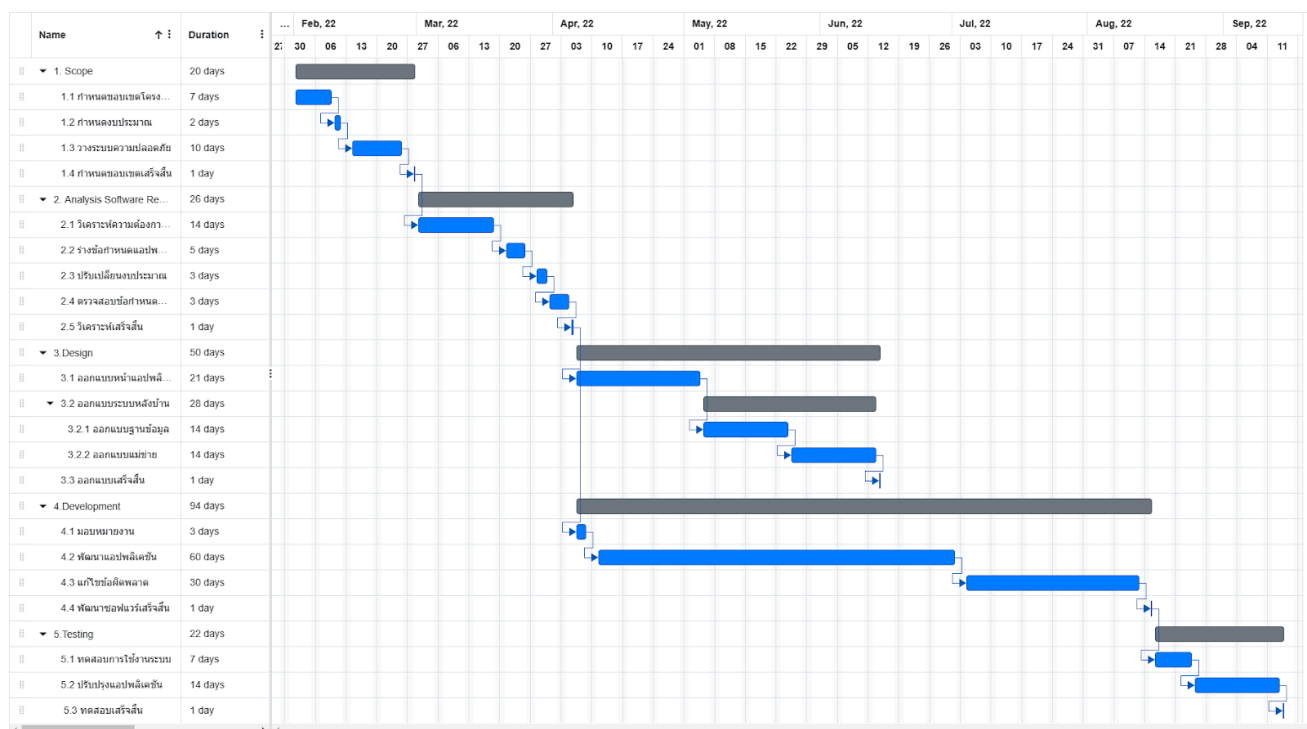 ... Feb, 22 Mar, 22 Apr, 22 May, 22 Jun, 22 Jul, 22 Aug, 22 Sep, 22
Name Duration
30 06 13 20 27 06 13 20 27 03 10 17 24 01 08 15 22 29 05 12 19 26 03 10 17 24 31 07 14 21 28 04 11
1. Scope 20 days
1.1 กำหนดขอบเขตโครง... 7 days
1.2 กำหนดงบประมาณ 2 days
1.3 วางระบบความปลอดภัย 10 days
1.4 กำหนดขอบเขตเสร็จสิ้น 1 day
2. Analysis Software Re... 26 days
2.1 วิเคราะห์ความต้องกา... 14 days
2.2 ร่างข้อกำหนดแอปพ... 5 days
2.3 ปรับเปลี่ยนงบประมาณ 3 days
2.4 ตรวจสอบข้อกำหนด... 3 days
2.5 วิเคราะห์เสร็จสิ้น 1 day
3.Design 50 days
3.1 ออกแบบหน้าแอปพลิ... 21 days
3.2 ออกแบบระบบหลังบ้าน 28 days
3.2.1 ออกแบบฐานข้อมูล 14 days
3.2.2 ออกแบบแม่ข่าย 14 days
3.3 ออกแบบเสร็จสิ้น 1 day
4.Development 94 days
4.1 มอบหมายงาน 3 days
4.2 พัฒนาแอปพลิเคชัน 60 days
4.3 แก้ไขข้อผิดพลาด 30 days
4.4 พัฒนาซอฟแวร์เสร็จสิ้น 1 day
5.Testing 22 days
5.1 ทดสอบการใช้งานระบบ 7 days
5.2 ปรับปรุงแอปพลิเคชัน 14 days
5.3 ทดสอบเสร็จสิ้น 1 day